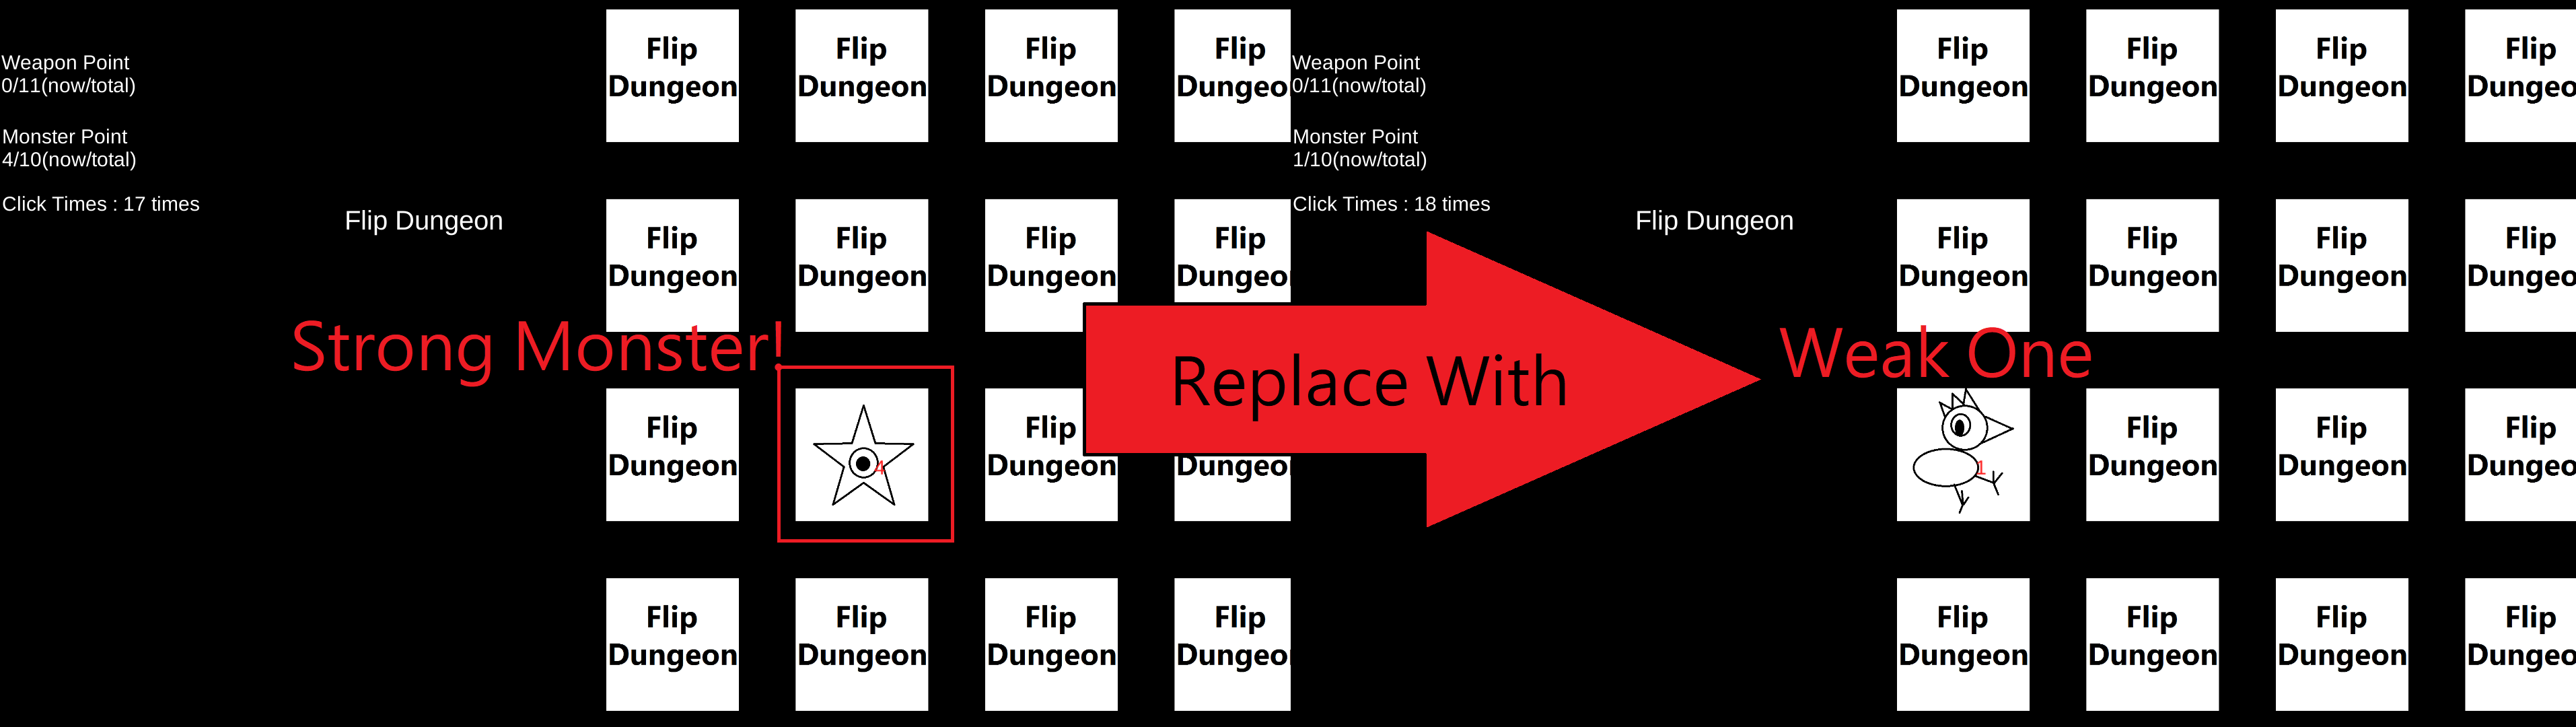 Weapon Point
0/11(now/total)
Monster Point
4/10(now/total)
Click Times : 17 times
Flip Dungeon
Flip
Dungeon
Flip
Dungeon
Flip
Dungeon
Flip
Dungeo
Flip
Dungeon
Flip
Dungeon
Flip
Dungeon
Flip
Dungeo
Strong Monster!
Flip
Dungeon
4
Flip
Dungeon
Dungeo
Flip
Dungeon
Flip
Dungeon
Flip
Dungeon
Flip
Dungeo
Replace With
Weapon Point
0/11(now/total)
Monster Point
1/10(now/total)
Click Times : 18 times
Flip Dungeon
Flip
Dungeon
Flip
Dungeon
Flip
Dungeon
Flip
Dungeo
Flip
Dungeon
Flip
Dungeon
Flip
Dungeon
Flip
Dungeo
Weak One
1
Flip
Dungeon
Flip
Dungeon
Flip
Dungeo
Flip
Dungeon
Flip
Dungeon
Flip
Dungeon
Flip
Dungeo